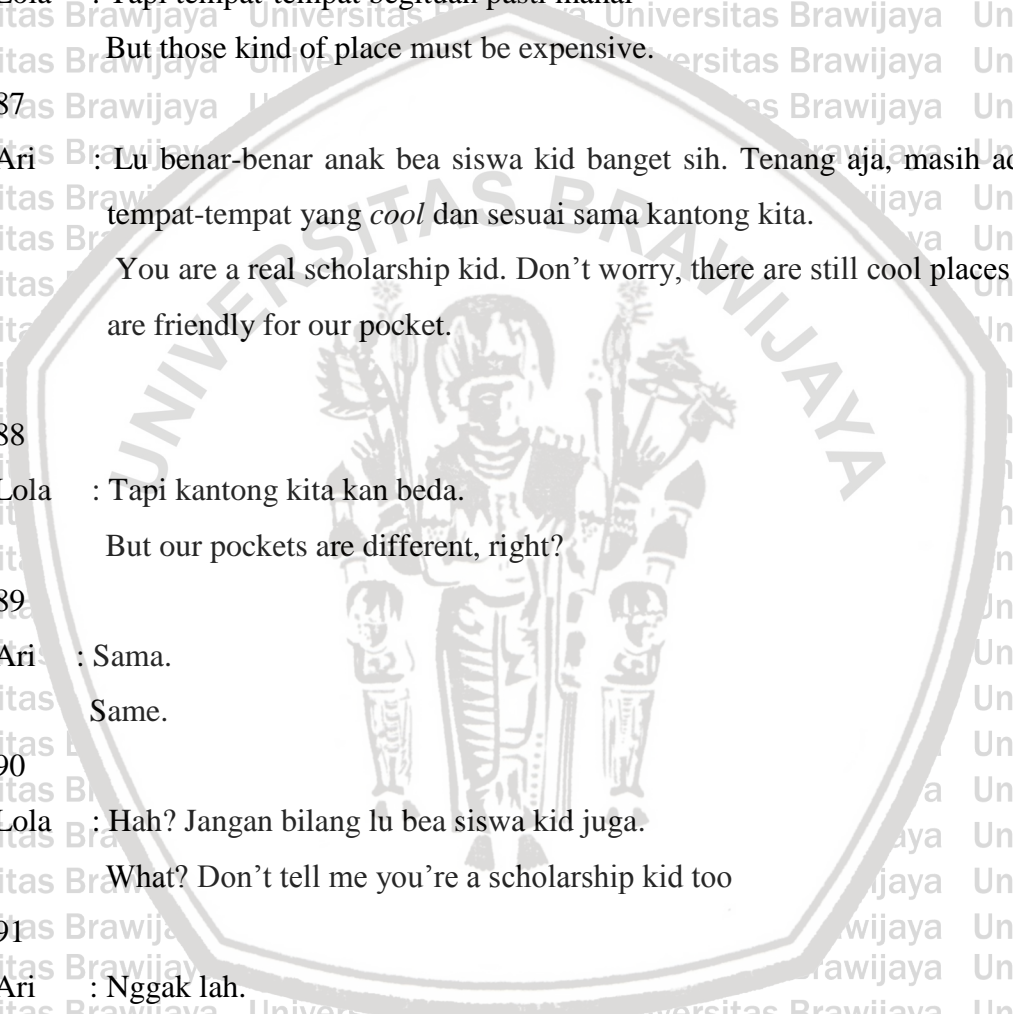 Lola : Tapi tempat-tempat begituan pasti mahal
But those kind of place must be expensive.
87
Ari : Lu benar-benar anak bea siswa kid banget sih. Tenang aja, masih ad
tempat-tempat yang cool dan sesuai sama kantong kita.
You are a real scholarship kid. Don’t worry, there are still cool places
are friendly for our pocket.
88
Lola : Tapi kantong kita kan beda.
But our pockets are different, right?
89
Ari : Sama.
Same.
90
Lola : Hah? Jangan bilang lu bea siswa kid juga.
What? Don’t tell me you’re a scholarship kid too
91
Ari : Nggak lah.
UNIVERSITAS BRAWIJAYA